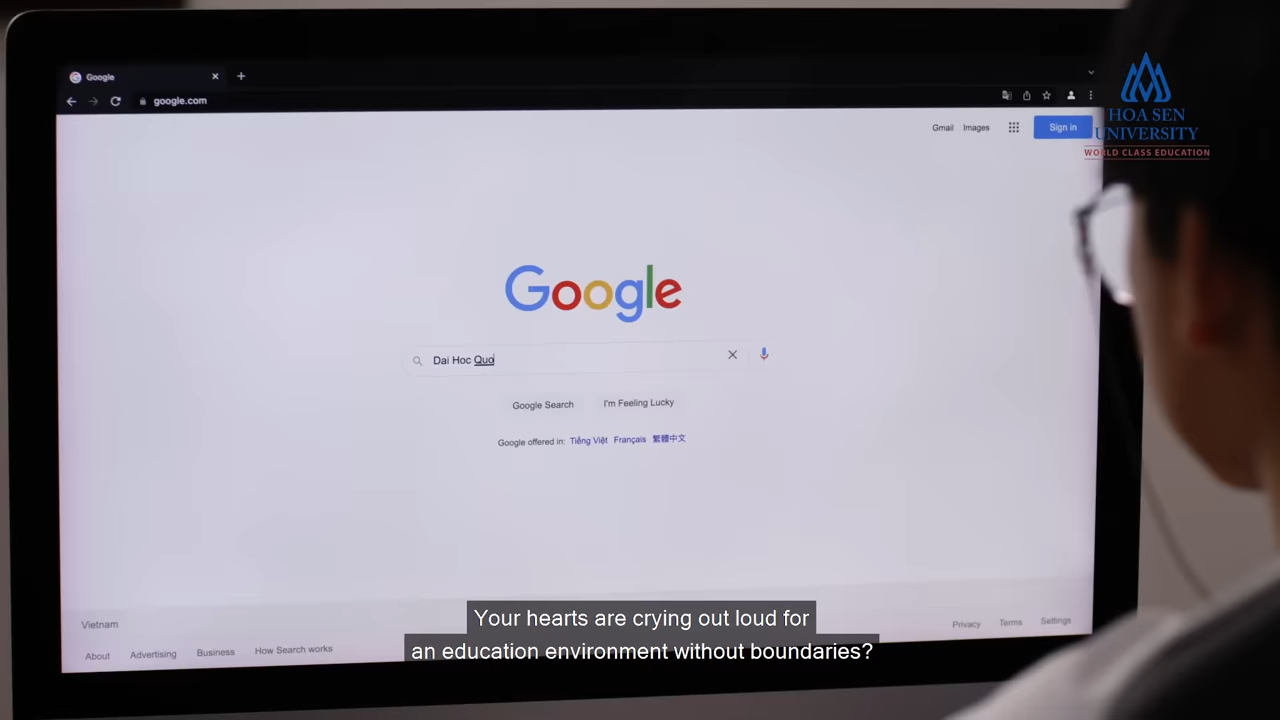 Google
google.com
Gmail Images
Sign in
HOA SEN
UNIVERSITY
WORLD CLASS EDUCATION
Google
Dai Hoc Quo
Google Search I'm Feeling Lucky
Google offered in: Tiếng Việt Français 繁體中文
Your hearts are crying out loud for
an education environment without boundaries?
Vietnam
About Advertising Business How Search works
Privacy Terms Settings